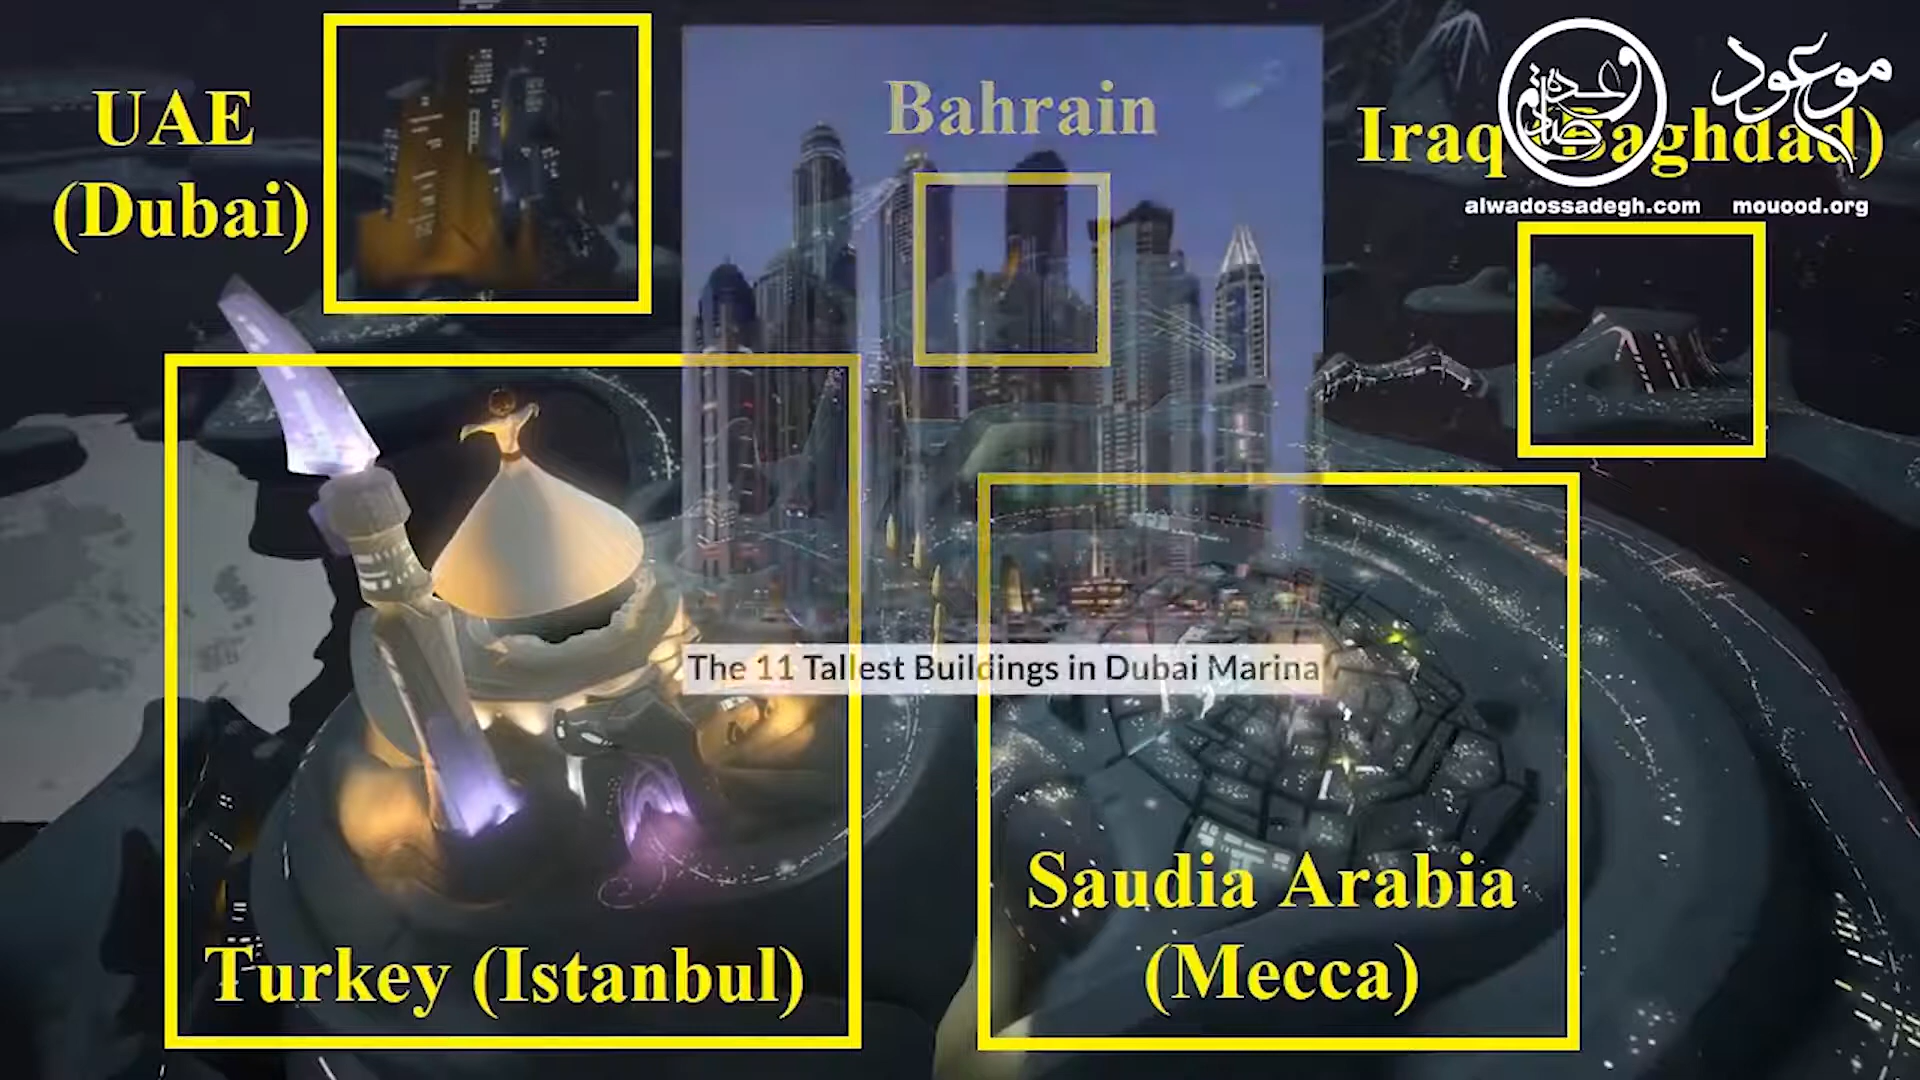 UAE
(Dubai)
Bahrain
Iraq (Baghdad)
موعود
alwadossadegh.com
mouood.org
The 11 Tallest Buildings in Dubai Marina
Turkey (Istanbul)
Saudia Arabia
(Mecca)